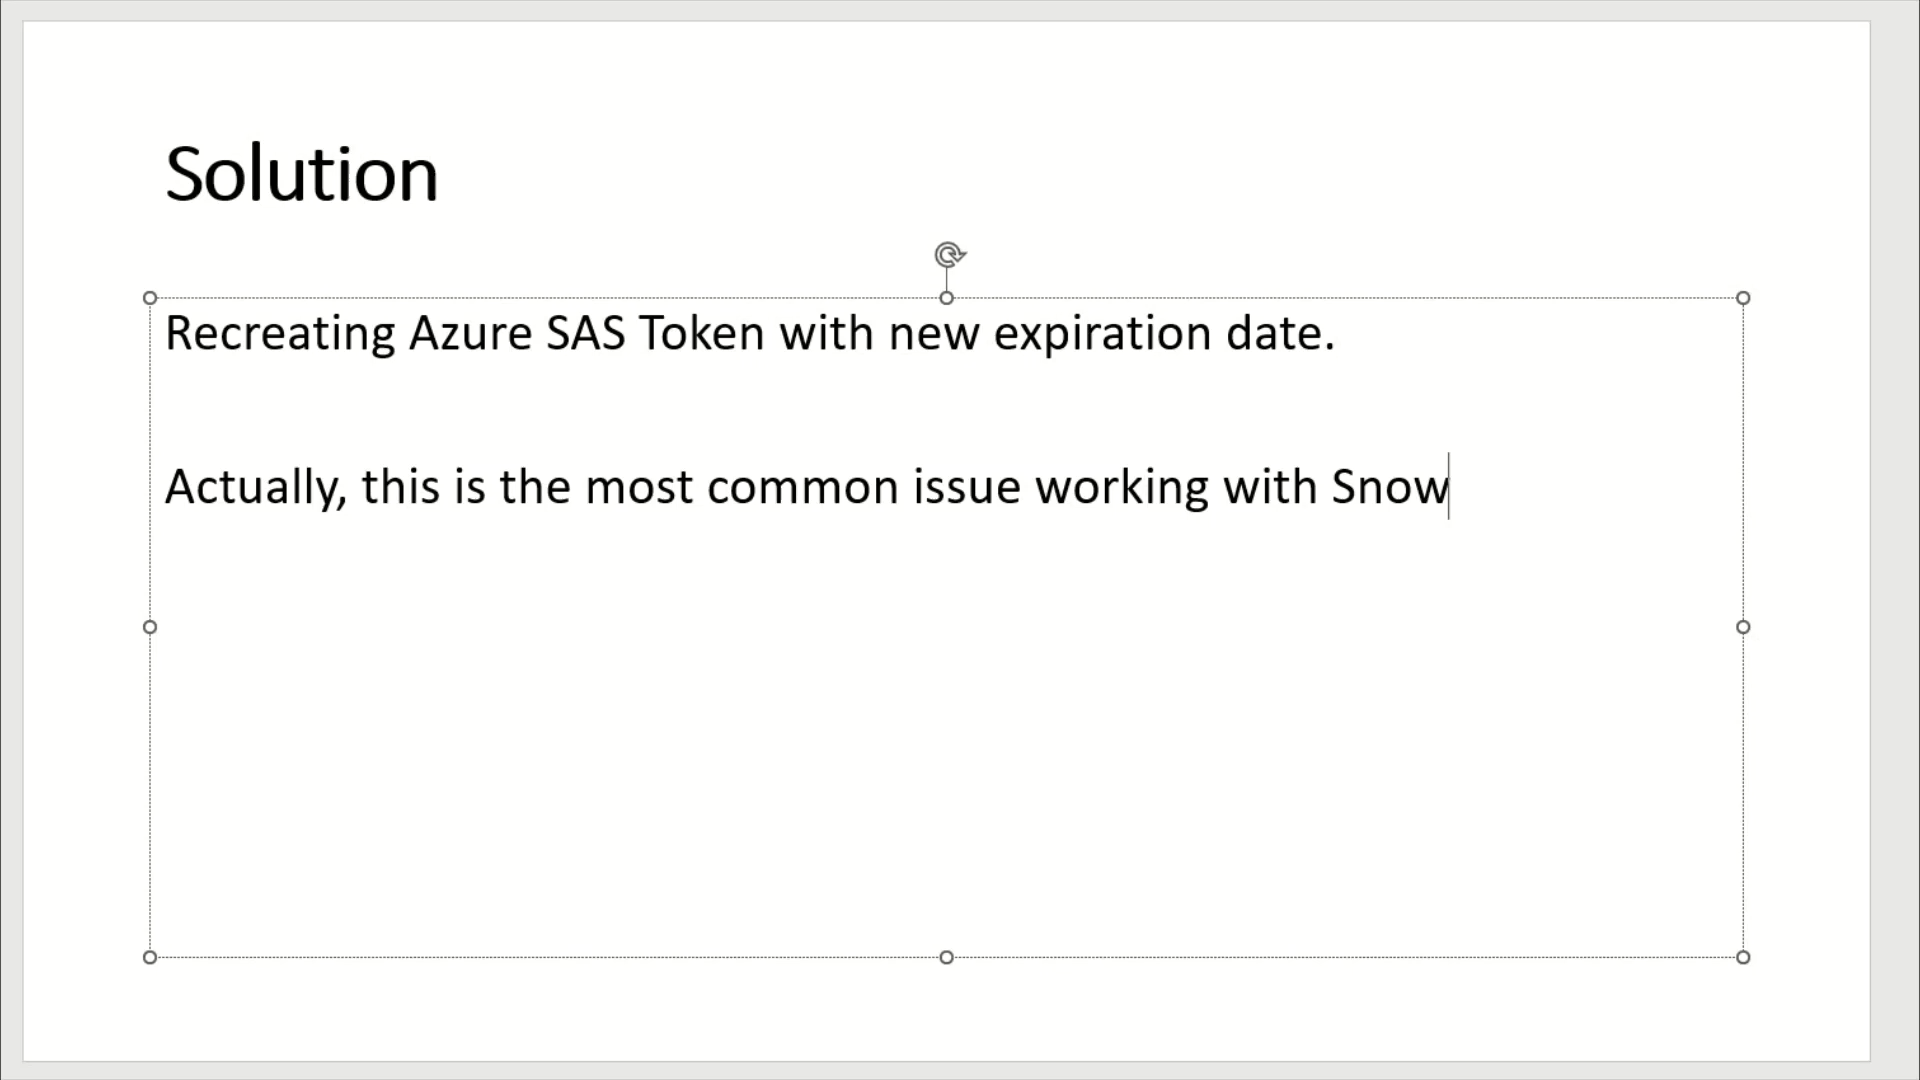 Solution
Recreating Azure SAS Token with new expiration date.
Actually, this is the most common issue working with Snow